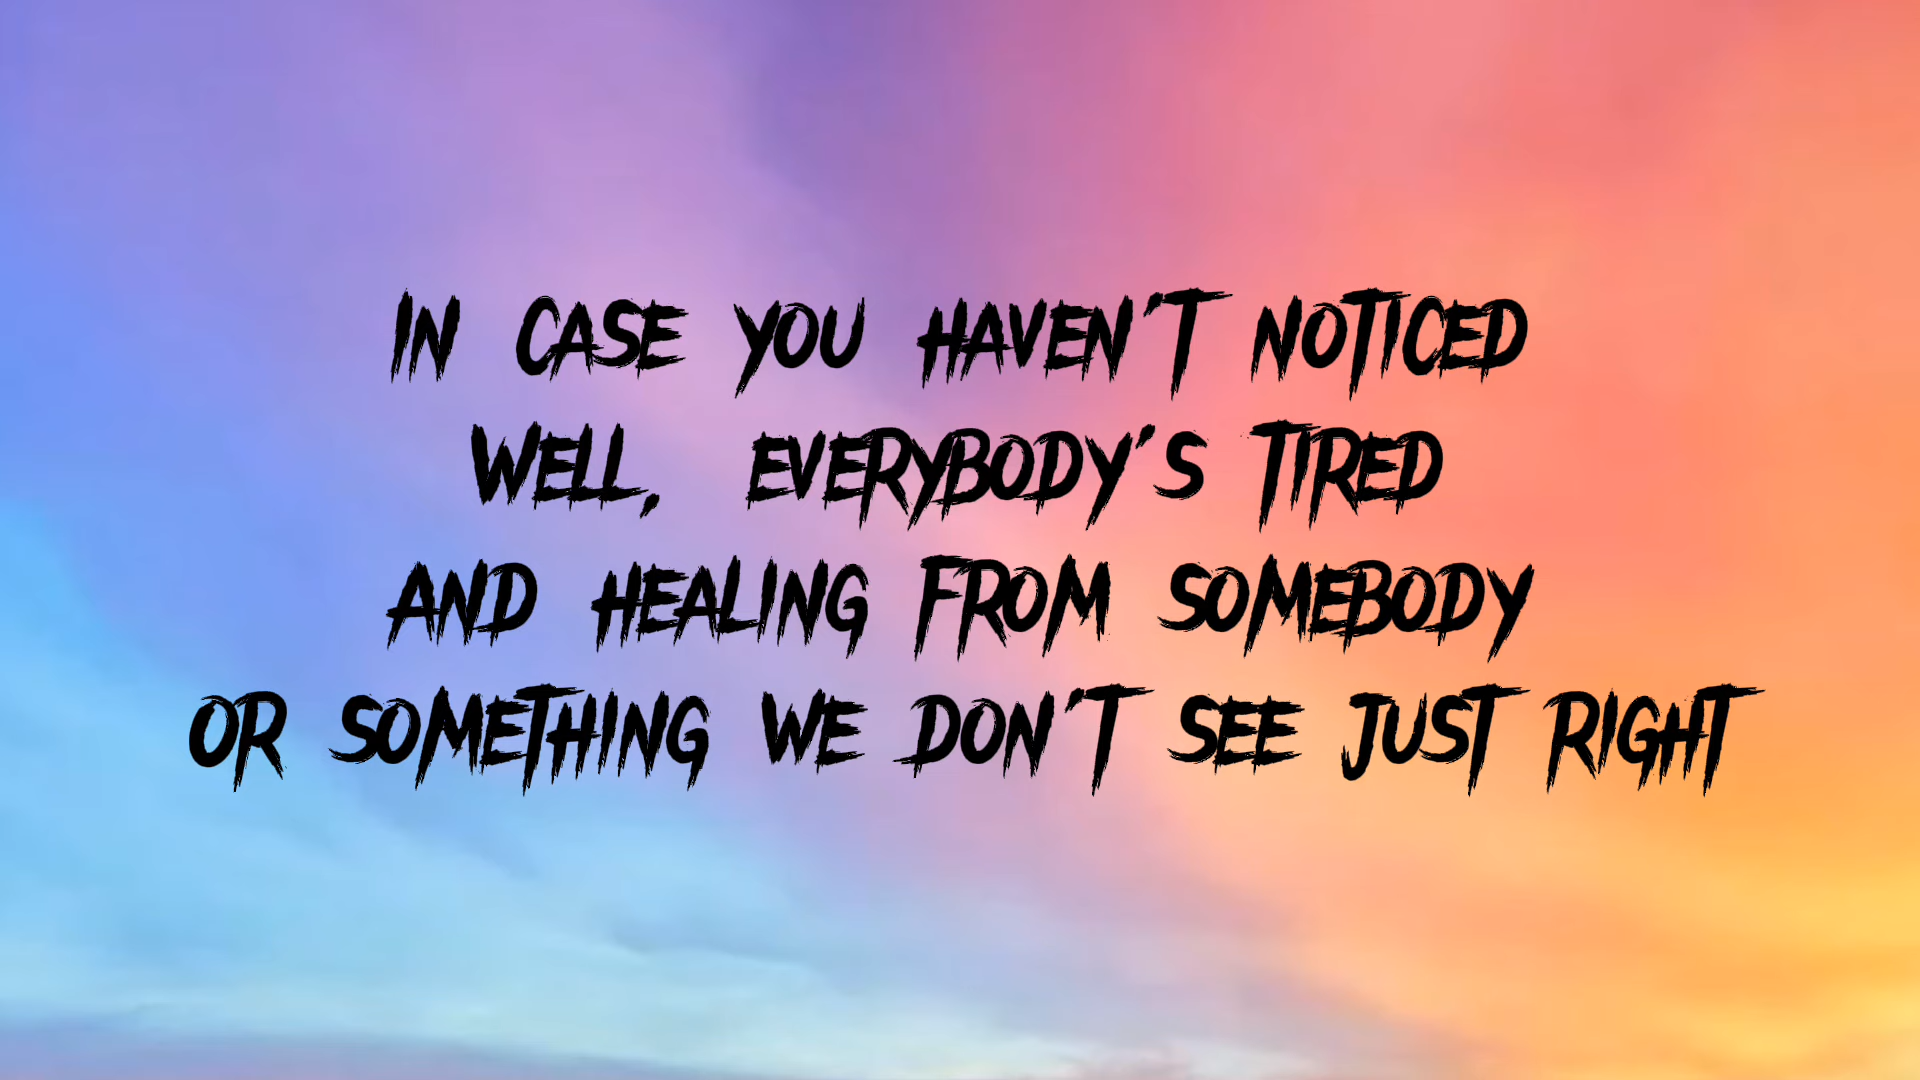 IN CASE YOU HAVEN'T NOTICED
WELL, EVERYBODY'S TIRED
AND HEALING FROM SOMEBODY
OR SOMETHING WE DON'T SEE JUST RIGHT